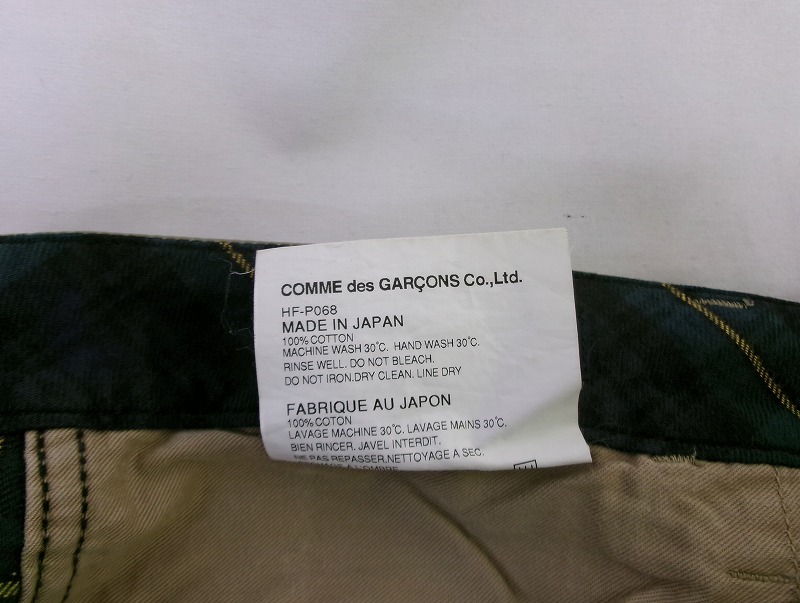 COMME des GARÇONS Co.,Ltd.
HF-P068
MADE IN JAPAN
100% COTTON
MACHINE WASH 30℃. HAND WASH 30℃.
RINSE WELL. DO NOT BLEACH.
DO NOT IRON.DRY CLEAN. LINE DRY
FABRIQUE AU JAPON
100% COTON
LAVAGE MACHINE 30℃. LAVAGE MAINS 30℃.
BIEN RINCER. JAVEL INTERDIT.
NE PAS REPASSER.NETTOYAGE A SEC.
A L'OMBRE